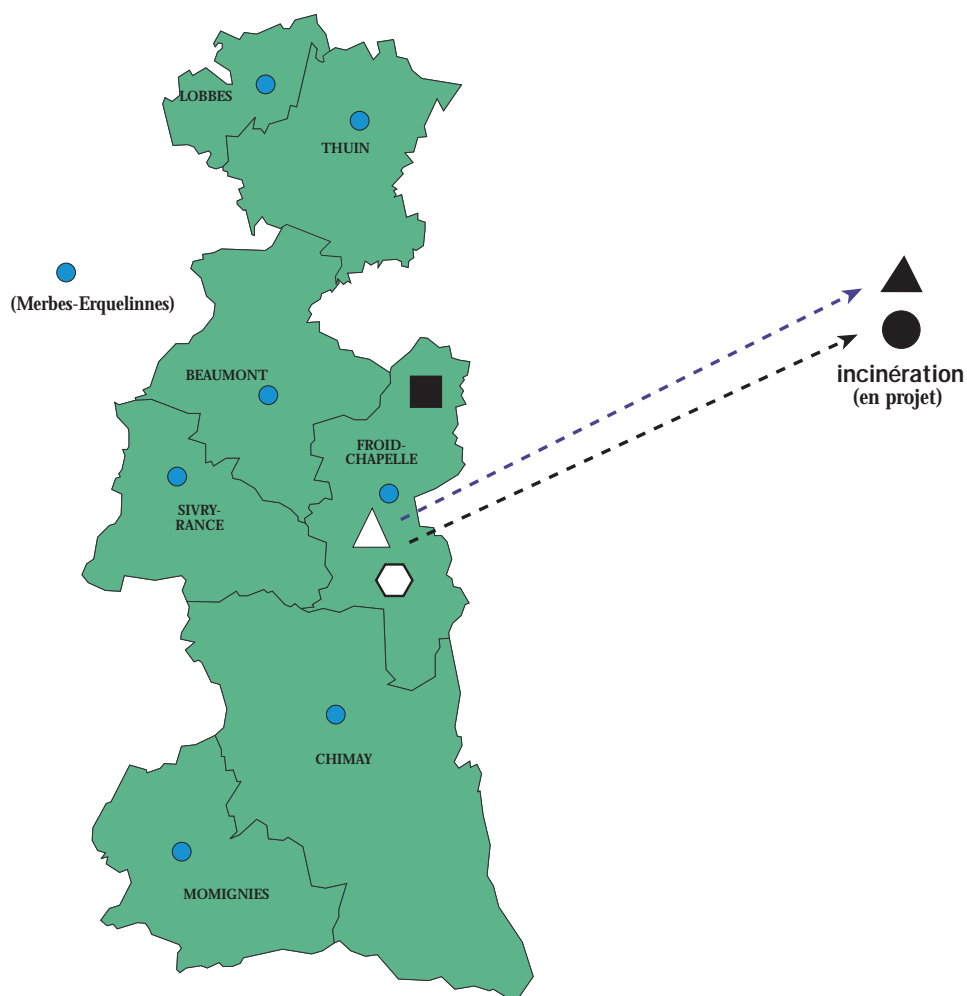 LOBBES
THUIN
(Merbes-Erquelinnes)
incinération
(en projet)
BEAUMONT
FROID-
CHAPELLE
SIVRY-
RANCE
CHIMAY
MOMIGNIES